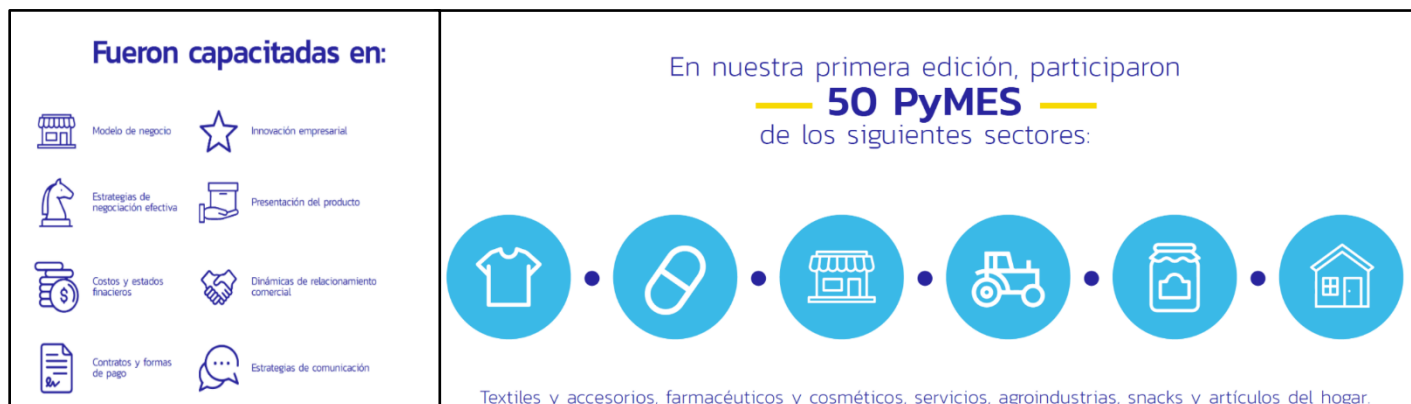 Fueron capacitadas en:
Modelo de negocio
Innovación empresarial
Estrategias de
negociación efectiva
Presentación del producto
Costos y estados
finacieros
Dinámicas de relacionamiento
comercial
Contratos y formas
de pago
Estrategias de comunicación
En nuestra primera edición, participaron
50 PyMES
de los siguientes sectores:
Textiles y accesorios, farmacéuticos y cosméticos, servicios, agroindustrias, snacks y artículos del hogar.